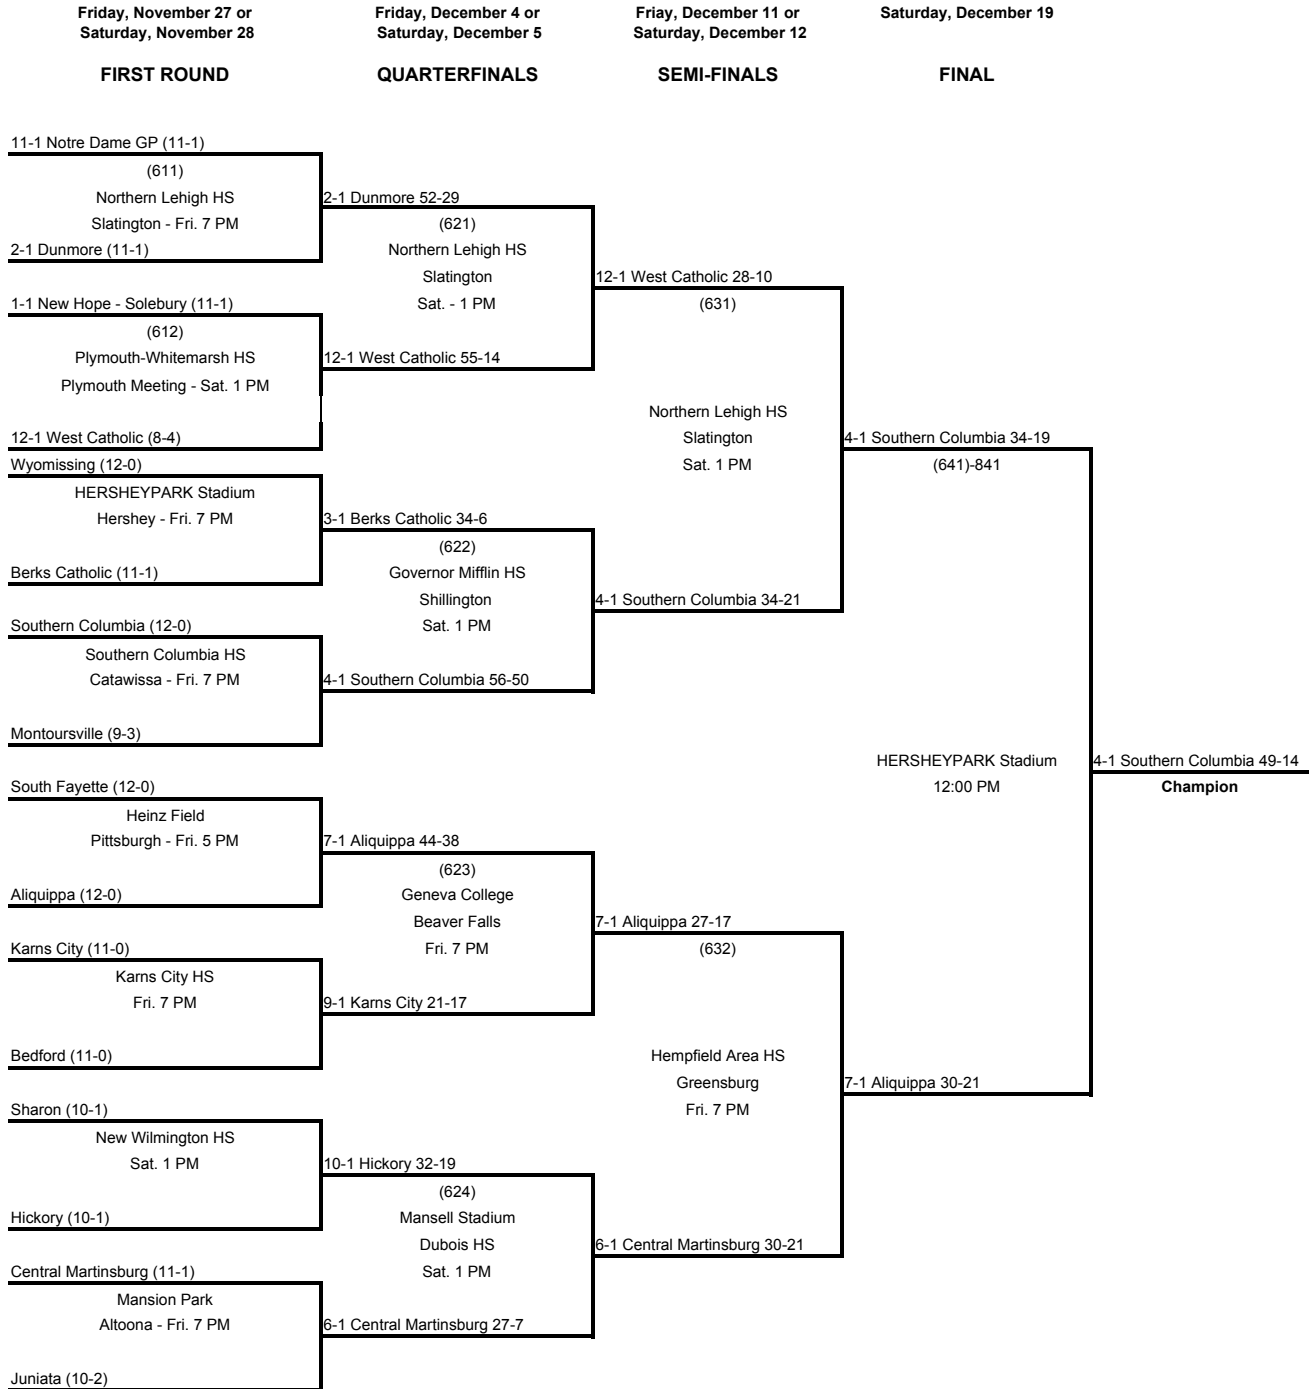 Friday, November 27 or
Saturday, November 28
FIRST ROUND
Friday, December 4 or
Saturday, December 5
QUARTERFINALS
Friay, December 11 or
Saturday, December 12
SEMI-FINALS
Saturday, December 19
FINAL
11-1 Notre Dame GP (11-1)
(611)
Northern Lehigh HS
Slatington - Fri. 7 PM
2-1 Dunmore (11-1)
1-1 New Hope - Solebury (11-1)
(612)
Plymouth-Whitemarsh HS
Plymouth Meeting - Sat. 1 PM
12-1 West Catholic (8-4)
Wyomissing (12-0)
HERSHEYPARK Stadium
Hershey - Fri. 7 PM
Berks Catholic (11-1)
Southern Columbia (12-0)
Southern Columbia HS
Catawissa - Fri. 7 PM
Montoursville (9-3)
South Fayette (12-0)
Heinz Field
Pittsburgh - Fri. 5 PM
Aliquippa (12-0)
Karns City (11-0)
Karns City HS
Fri. 7 PM
Bedford (11-0)
Sharon (10-1)
New Wilmington HS
Sat. 1 PM
Hickory (10-1)
Central Martinsburg (11-1)
Mansion Park
Altoona - Fri. 7 PM
Juniata (10-2)
2-1 Dunmore 52-29
(621)
Northern Lehigh HS
Slatington
Sat. - 1 PM
12-1 West Catholic 55-14
3-1 Berks Catholic 34-6
(622)
Governor Mifflin HS
Shillington
Sat. 1 PM
4-1 Southern Columbia 56-50
7-1 Aliquippa 44-38
(623)
Geneva College
Beaver Falls
Fri. 7 PM
9-1 Karns City 21-17
10-1 Hickory 32-19
(624)
Mansell Stadium
Dubois HS
Sat. 1 PM
6-1 Central Martinsburg 27-7
12-1 West Catholic 28-10
(631)
Northern Lehigh HS
Slatington
Sat. 1 PM
4-1 Southern Columbia 34-21
7-1 Aliquippa 27-17
(632)
Hempfield Area HS
Greensburg
Fri. 7 PM
6-1 Central Martinsburg 30-21
4-1 Southern Columbia 34-19
(641)-841
HERSHEYPARK Stadium
12:00 PM
7-1 Aliquippa 30-21
4-1 Southern Columbia 49-14
Champion